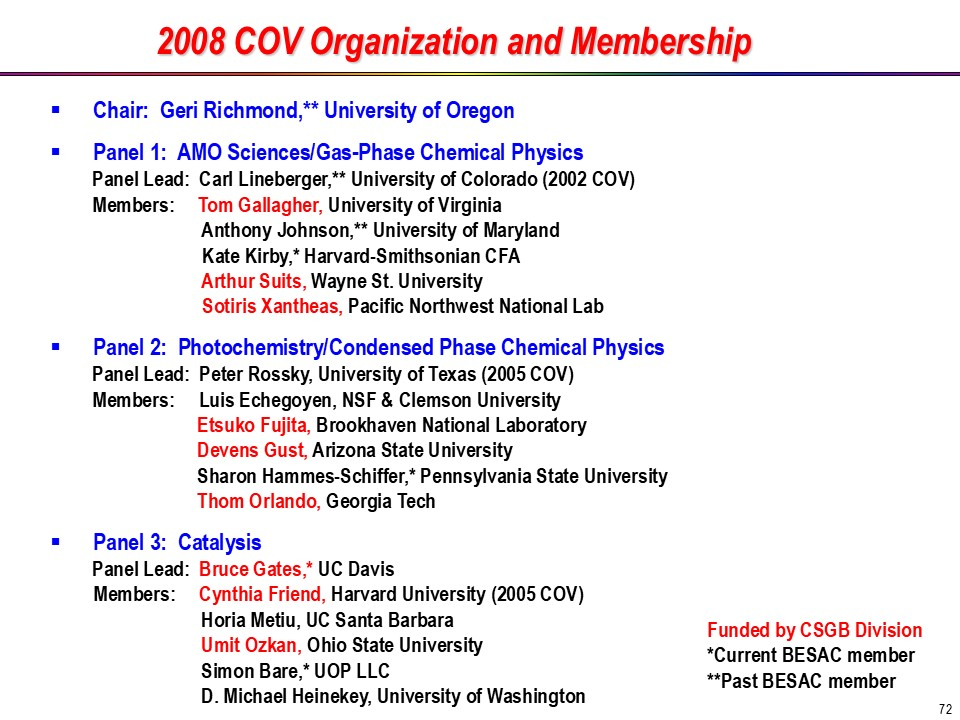 2008 COV Organization and Membership
▪ Chair: Geri Richmond,** University of Oregon
▪ Panel 1: AMO Sciences/Gas-Phase Chemical Physics
Panel Lead: Carl Lineberger,** University of Colorado (2002 COV)
Members: Tom Gallagher, University of Virginia
Anthony Johnson,** University of Maryland
Kate Kirby,* Harvard-Smithsonian CFA
Arthur Suits, Wayne St. University
Sotiris Xantheas, Pacific Northwest National Lab
▪ Panel 2: Photochemistry/Condensed Phase Chemical Physics
Panel Lead: Peter Rossky, University of Texas (2005 COV)
Members: Luis Echegoyen, NSF & Clemson University
Etsuko Fujita, Brookhaven National Laboratory
Devens Gust, Arizona State University
Sharon Hammes-Schiffer,* Pennsylvania State University
Thom Orlando, Georgia Tech
▪ Panel 3: Catalysis
Panel Lead: Bruce Gates,* UC Davis
Members: Cynthia Friend, Harvard University (2005 COV)
Horia Metiu, UC Santa Barbara
Umit Ozkan, Ohio State University
Simon Bare,* UOP LLC
D. Michael Heinekey, University of Washington
Funded by CSGB Division
*Current BESAC member
**Past BESAC member
72